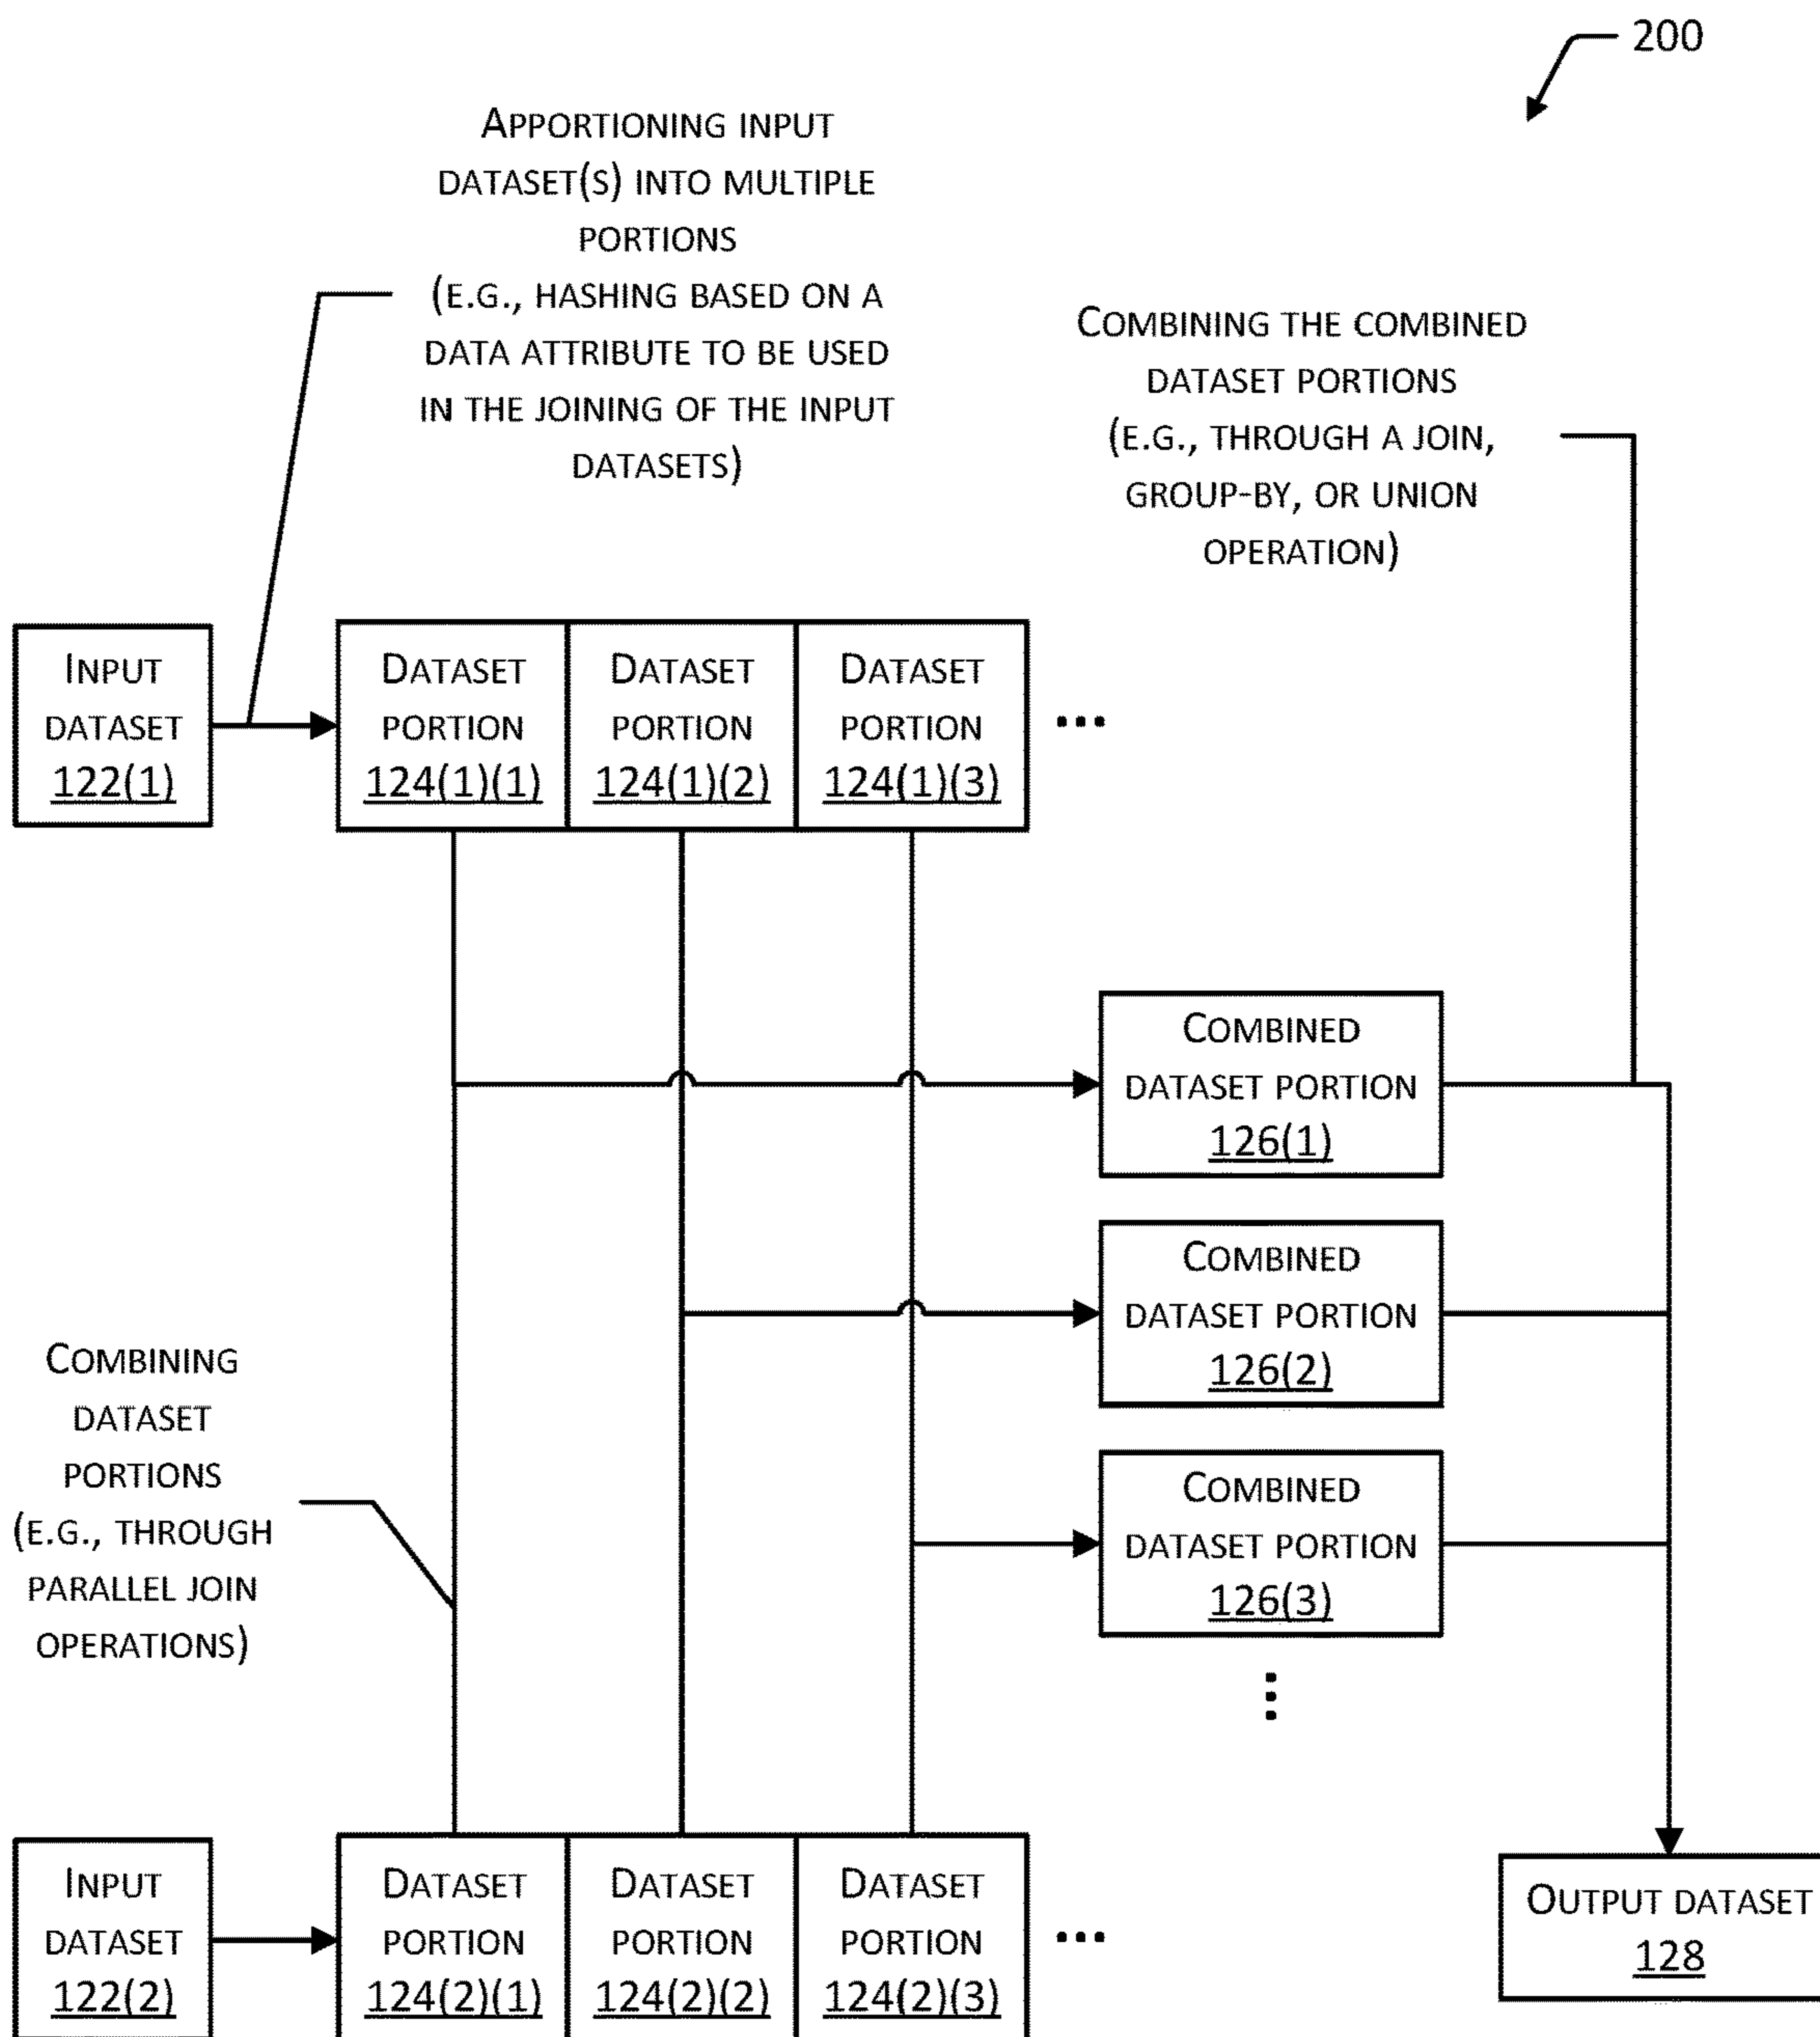 200
APPORTIONING INPUT
DATASET(S) INTO MULTIPLE
PORTIONS
(E.G., HASHING BASED ON A
DATA ATTRIBUTE TO BE USED
IN THE JOINING OF THE INPUT
DATASETS)
COMBINING THE COMBINED
DATASET PORTIONS
(E.G., THROUGH A JOIN,
GROUP-BY, OR UNION
OPERATION)
INPUT
DATASET
122(1)
DATASET
PORTION
124(1)(1)
DATASET
PORTION
124(1)(2)
DATASET
PORTION
124(1)(3)
...
COMBINED
DATASET PORTION
126(1)
COMBINED
DATASET PORTION
126(2)
COMBINED
DATASET PORTION
126(3)
...
COMBINING
DATASET
PORTIONS
(E.G., THROUGH
PARALLEL JOIN
OPERATIONS)
INPUT
DATASET
122(2)
DATASET
PORTION
124(2)(1)
DATASET
PORTION
124(2)(2)
DATASET
PORTION
124(2)(3)
...
OUTPUT DATASET
128